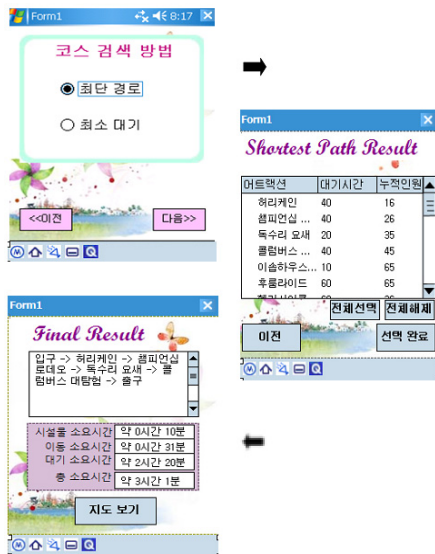 Form1
8:17
코스 검색 방법
최단 경로
최소 대기
<<이전
다음>>
Form1
Shortest Path Result
어트랙션 대기시간 누적인원
허리케인 40 16
챔피언십 ... 40 26
독수리 요새 20 35
콜럼버스 ... 40 45
이솝하우스... 10 65
후룸라이드 60 65
전체선택 전체해제
이전
선택 완료
Form1
Final Result
입구 -> 허리케인 -> 챔피언십
로데오 -> 독수리 요새 -> 콜
럼버스 대탐험 -> 출구
시설물 소요시간 약 0시간 10분
이동 소요시간 약 0시간 31분
대기 소요시간 약 2시간 20분
총 소요시간 약 3시간 1분
지도 보기